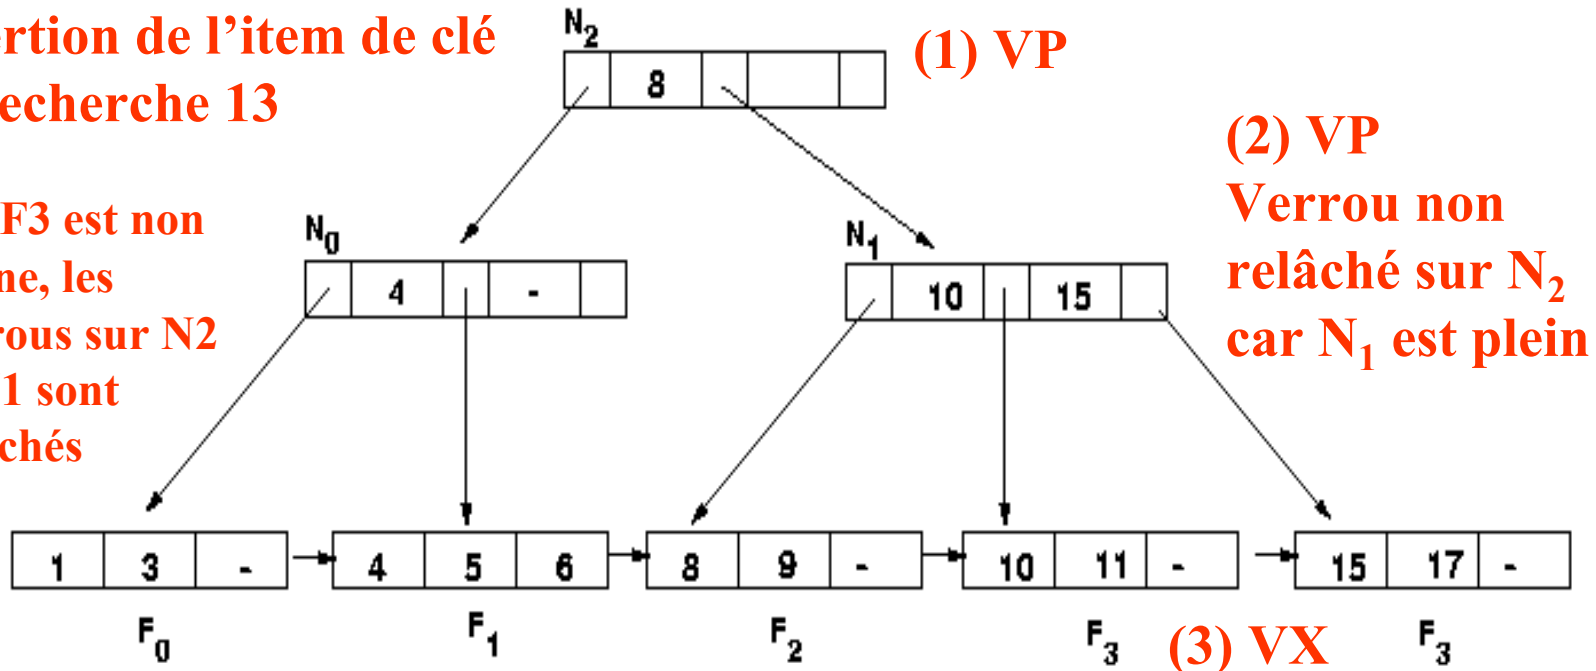 ertion de l’item de clé
echerche 13
N2
8
(1) VP
(2) VP
Verrou non
relâché sur N2
car N1 est plein
F3 est non
ne, les
rous sur N2
1 sont
chés
N0
4 -
N1
10 15
1 3 -
4 5 6
8 9 -
10 11 -
15 17 -
F0
F1
F2
F3
(3) VX
F3